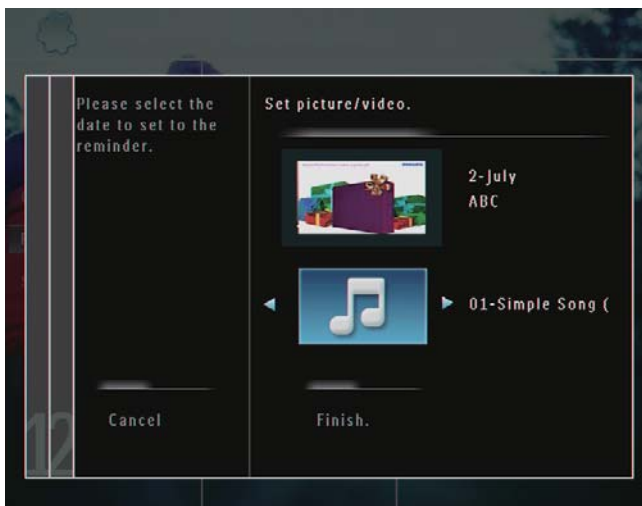 Please select the
date to set to the
reminder.
Cancel
Set picture/video.
2-July
ABC
01-Simple Song (
Finish.
12